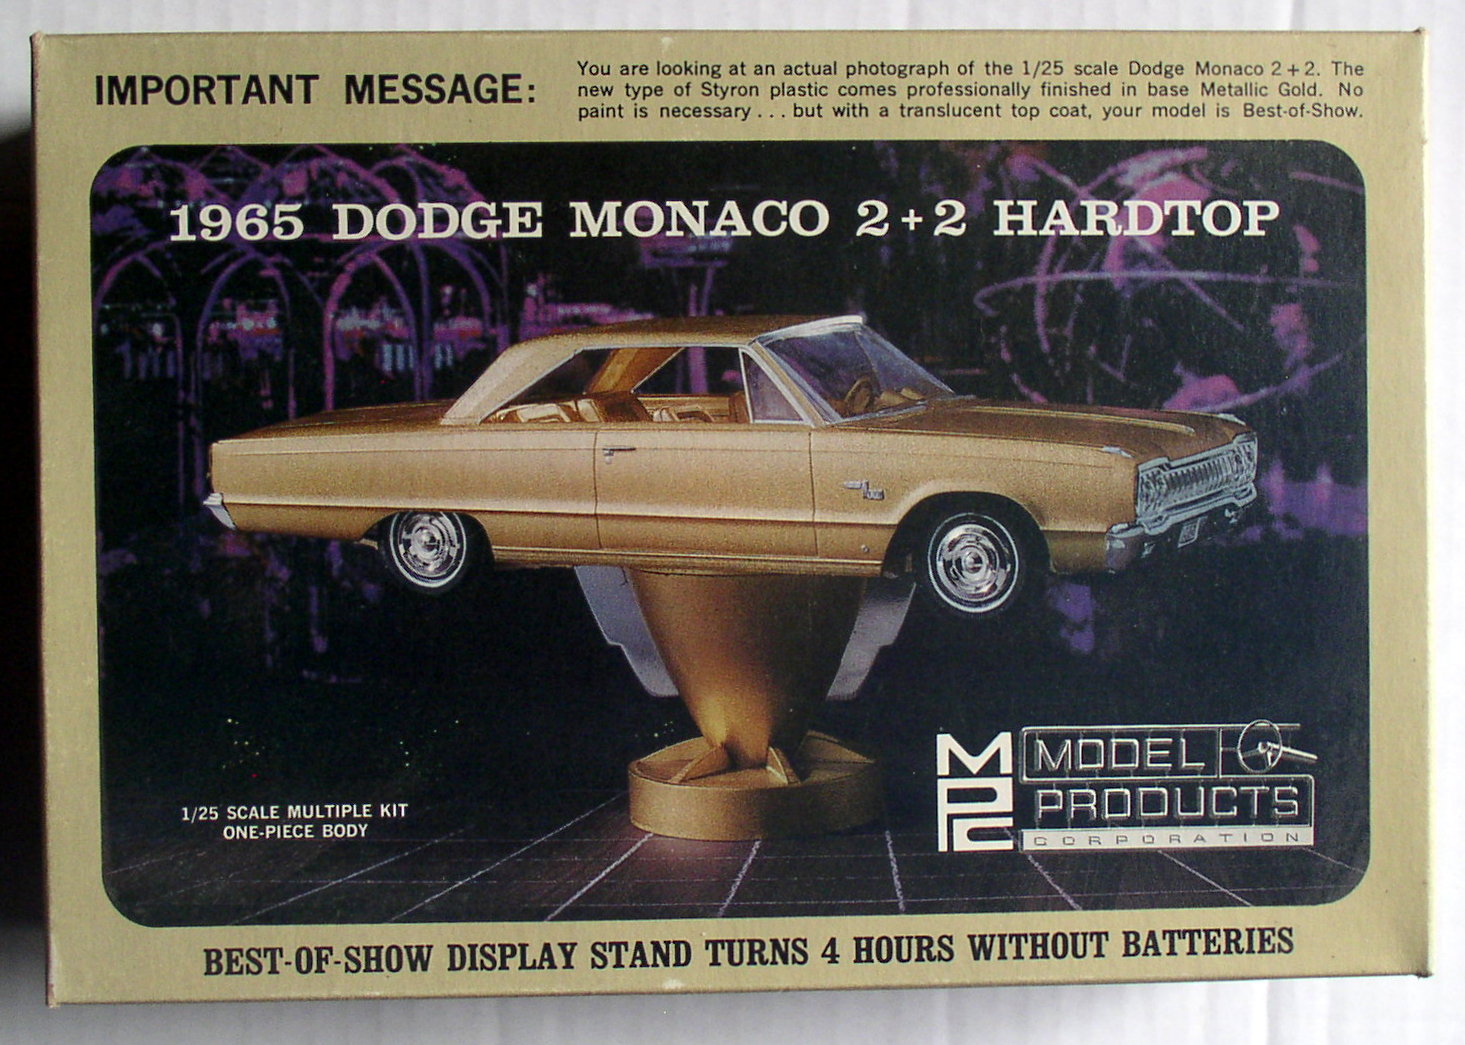 IMPORTANT MESSAGE:
You are looking at an actual photograph of the 1/25 scale Dodge Monaco 2 + 2. The
new type of Styron plastic comes professionally finished in base Metallic Gold. No
paint is necessary . . . but with a translucent top coat, your model is Best-of-Show.
1965 DODGE MONACO 2 + 2 HARDTOP
1/25 SCALE MULTIPLE KIT
ONE-PIECE BODY
MPC
MODEL
PRODUCTS
CORPORATION
BEST-OF-SHOW DISPLAY STAND TURNS 4 HOURS WITHOUT BATTERIES